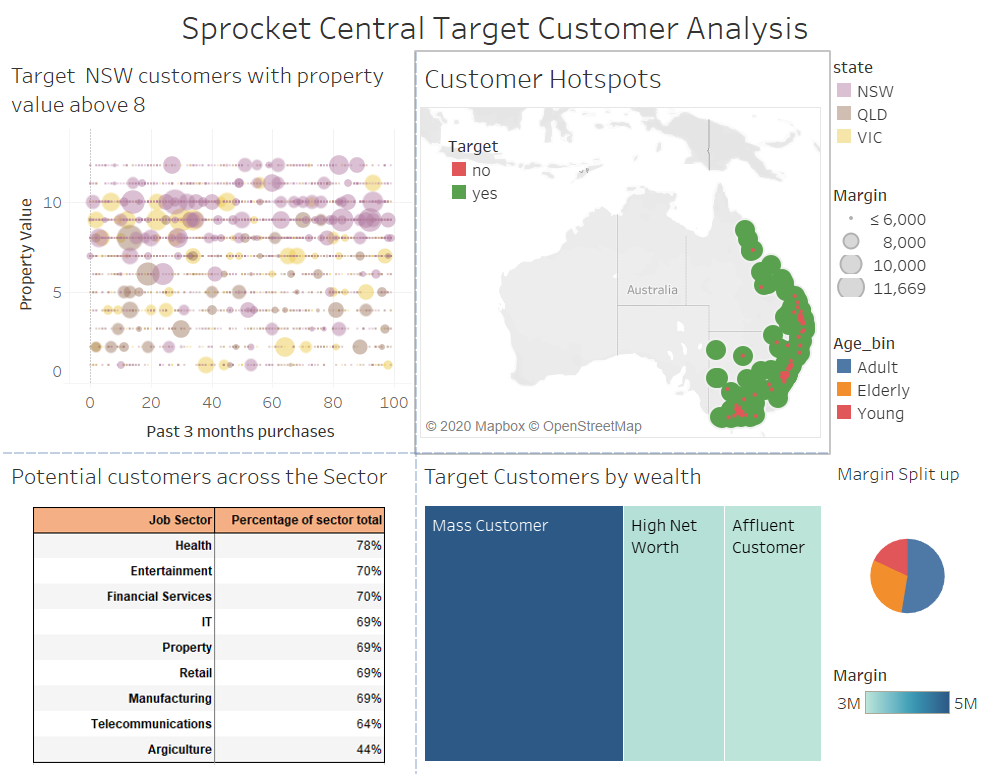 Sprocket Central Target Customer Analysis
Target NSW customers with property
value above 8
Property Value
10
5
0
0 20 40 60 80 100
Past 3 months purchases
Customer Hotspots
Target
no
yes
Australia
© 2020 Mapbox © OpenStreetMap
state
NSW
QLD
VIC
Margin
≤ 6,000
8,000
10,000
11,669
Age_bin
Adult
Elderly
Young
Potential customers across the Sector
Job Sector Percentage of sector total
Health 78%
Entertainment 70%
Financial Services 70%
IT 69%
Property 69%
Retail 69%
Manufacturing 69%
Telecommunications 64%
Argiculture 44%
Target Customers by wealth
Mass Customer
High Net
Worth
Affluent
Customer
Margin Split up
Margin
3M 5M